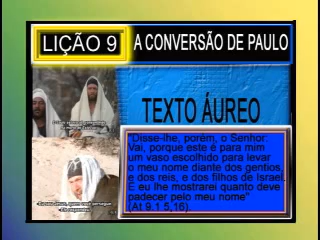 LIÇÃO 9
A CONVERSÃO DE PAULO
TEXTO ÁUREO
"Disse-lhe, porém, o Senhor:
Vai, porque este é para mim
um vaso escolhido para levar
o meu nome diante dos gentios,
e dos reis, e dos filhos de Israel.
E eu lhe mostrarei quanto deve
padecer pelo meu nome"
(At 9.1 5,16).